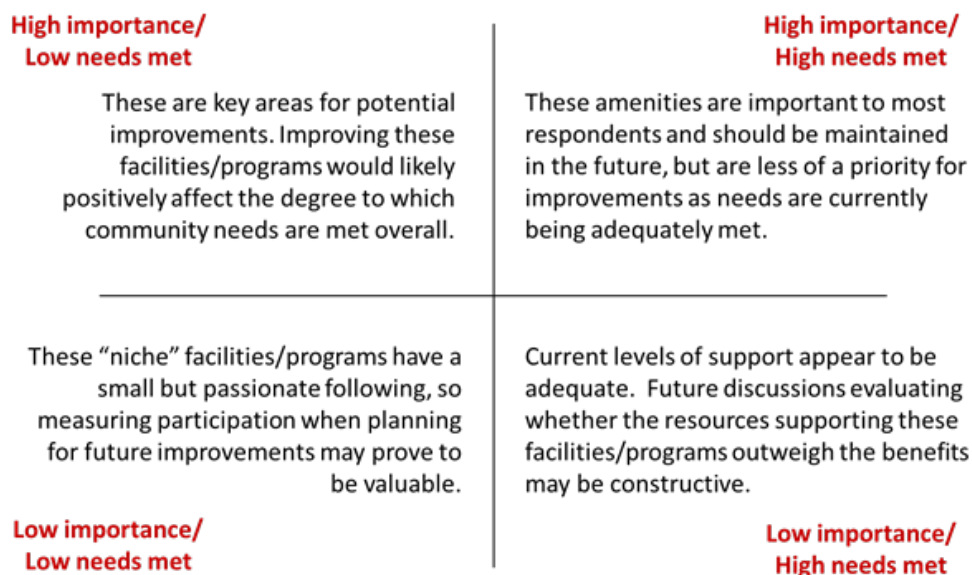 High importance/
Low needs met
These are key areas for potential
improvements. Improving these
facilities/programs would likely
positively affect the degree to which
community needs are met overall.
High importance/
High needs met
These amenities are important to most
respondents and should be maintained
in the future, but are less of a priority for
improvements as needs are currently
being adequately met.
These “niche” facilities/programs have a
small but passionate following, so
measuring participation when planning
for future improvements may prove to
be valuable.
Low importance/
Low needs met
Current levels of support appear to be
adequate.  Future discussions evaluating
whether the resources supporting these
facilities/programs outweigh the benefits
may be constructive.
Low importance/
High needs met